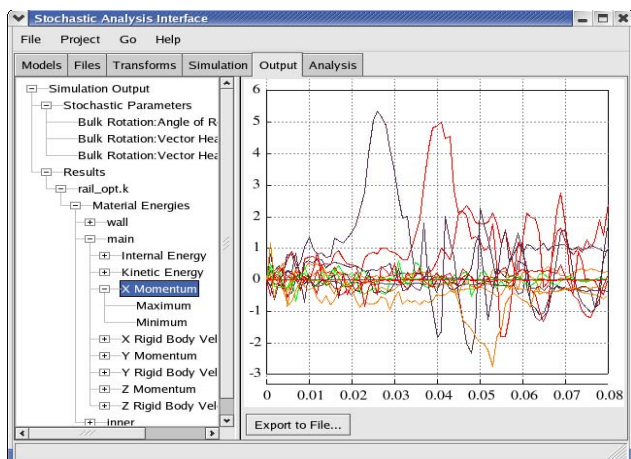 Stochastic Analysis Interface
File Project Go Help
Models Files Transforms Simulation Output Analysis
Simulation Output
Stochastic Parameters
Bulk Rotation:Angle of R
Bulk Rotation:Vector Hea
Bulk Rotation:Vector Hea
Results
rail_opt.k
Material Energies
wall
main
Internal Energy
Kinetic Energy
X Momentum
Maximum
Minimum
X Rigid Body Vel
Y Momentum
Y Rigid Body Vel
Z Momentum
Z Rigid Body Vel
inner
6
5
4
3
2
1
0
-1
-2
-3
0 0.01 0.02 0.03 0.04 0.05 0.06 0.07 0.08
Export to File...